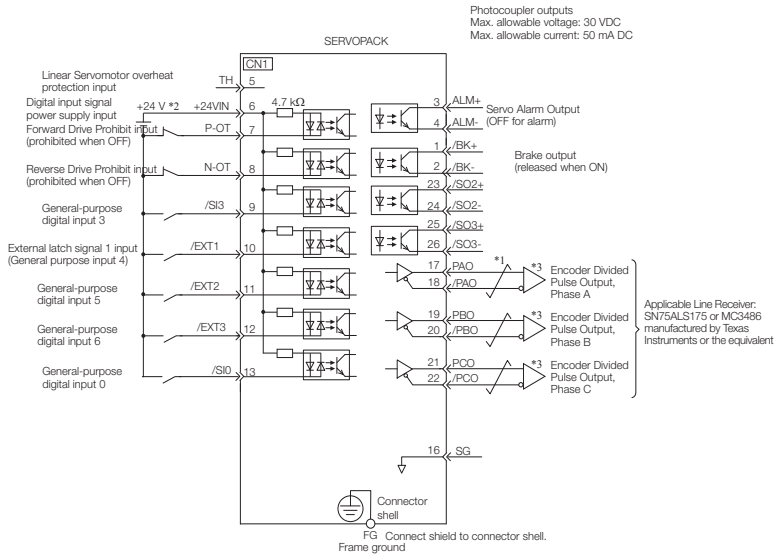 Photocoupler outputs
Max. allowable voltage: 30 VDC
Max. allowable current: 50 mA DC
SERVOPACK
CN1
Linear Servomotor overheat
protection input
TH 5
Digital input signal
power supply input
+24 V *2 +24VIN 6 4.7 kΩ
Forward Drive Prohibit input
(prohibited when OFF)
P-OT 7
Reverse Drive Prohibit input
(prohibited when OFF)
N-OT 8
General-purpose
digital input 3
/SI3 9
External latch signal 1 input
(General purpose input 4)
/EXT1 10
General-purpose
digital input 5
/EXT2 11
General-purpose
digital input 6
/EXT3 12
General-purpose
digital input 0
/SI0 13
3 ALM+
4 ALM-
Servo Alarm Output
(OFF for alarm)
1 /BK+
2 /BK-
Brake output
(released when ON)
23 /SO2+
24 /SO2-
25 /SO3+
26 /SO3-
17 PAO
18 /PAO
*1
*3
Encoder Divided
Pulse Output,
Phase A
19 PBO
20 /PBO
*3
Encoder Divided
Pulse Output,
Phase B
21 PCO
22 /PCO
*3
Encoder Divided
Pulse Output,
Phase C
Applicable Line Receiver:
SN75ALS175 or MC3486
manufactured by Texas
Instruments or the equivalent
16 SG
Connector
shell
FG Connect shield to connector shell.
Frame ground